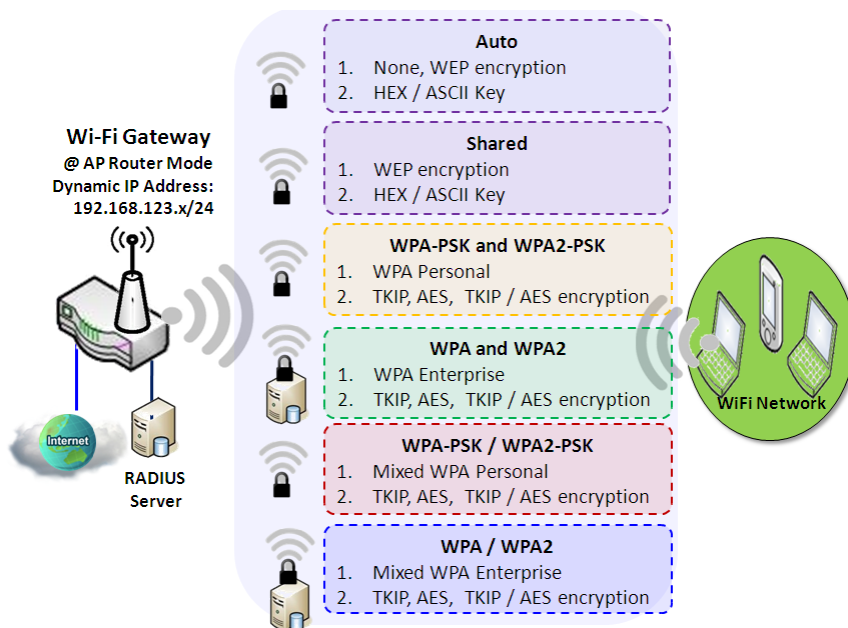 Wi-Fi Gateway
@ AP Router Mode
Dynamic IP Address:
192.168.123.x/24
Internet
RADIUS
Server
Auto
1. None, WEP encryption
2. HEX / ASCII Key
Shared
1. WEP encryption
2. HEX / ASCII Key
WPA-PSK and WPA2-PSK
1. WPA Personal
2. TKIP, AES, TKIP / AES encryption
WPA and WPA2
1. WPA Enterprise
2. TKIP, AES, TKIP / AES encryption
WPA-PSK / WPA2-PSK
1. Mixed WPA Personal
2. TKIP, AES, TKIP / AES encryption
WPA / WPA2
1. Mixed WPA Enterprise
2. TKIP, AES, TKIP / AES encryption
WiFi Network